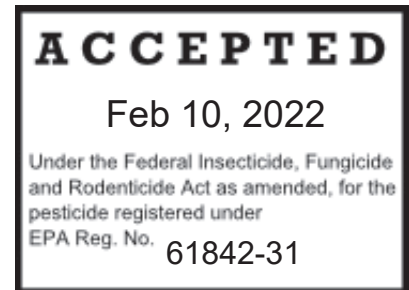 ACCEPTED
Feb 10, 2022
Under the Federal Insecticide, Fungicide
and Rodenticide Act as amended, for the
pesticide registered under
EPA Reg. No. 61842-31